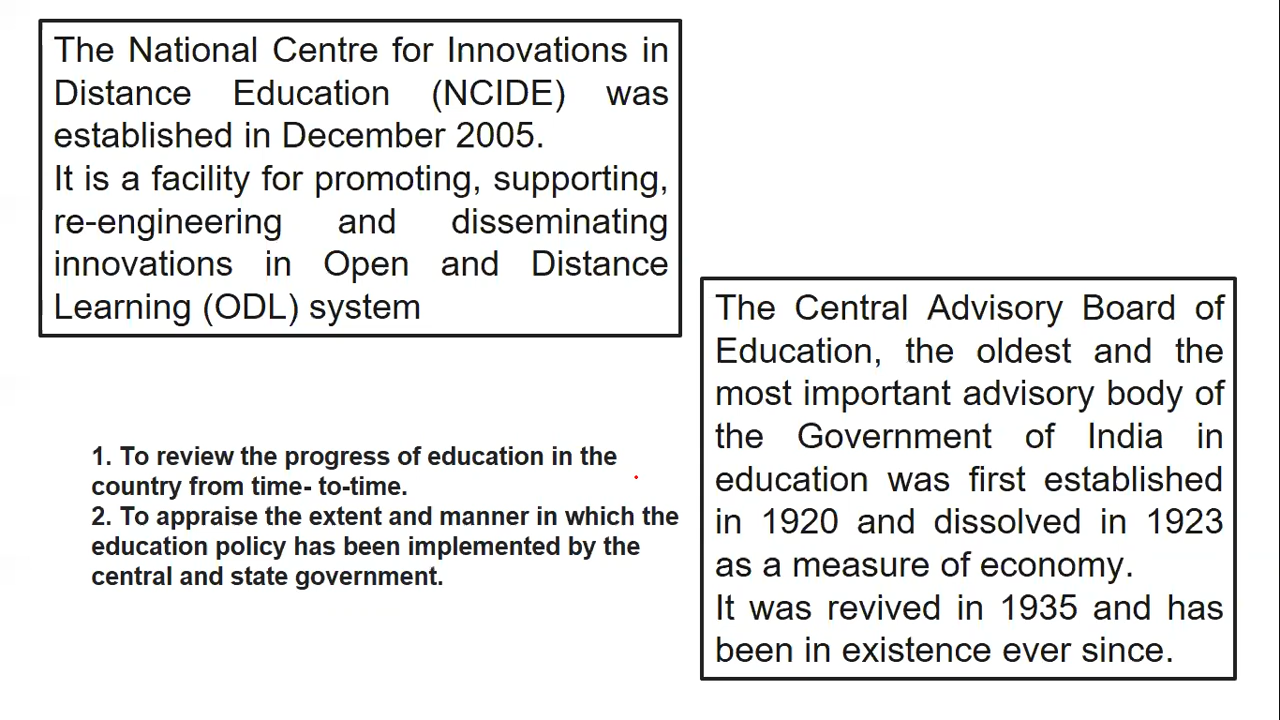 The National Centre for Innovations in
Distance Education (NCIDE) was
established in December 2005.
It is a facility for promoting, supporting,
re-engineering and disseminating
innovations in Open and Distance
Learning (ODL) system
1. To review the progress of education in the
country from time- to-time.
2. To appraise the extent and manner in which the
education policy has been implemented by the
central and state government.
The Central Advisory Board of
Education, the oldest and the
most important advisory body of
the Government of India in
education was first established
in 1920 and dissolved in 1923
as a measure of economy.
It was revived in 1935 and has
been in existence ever since.